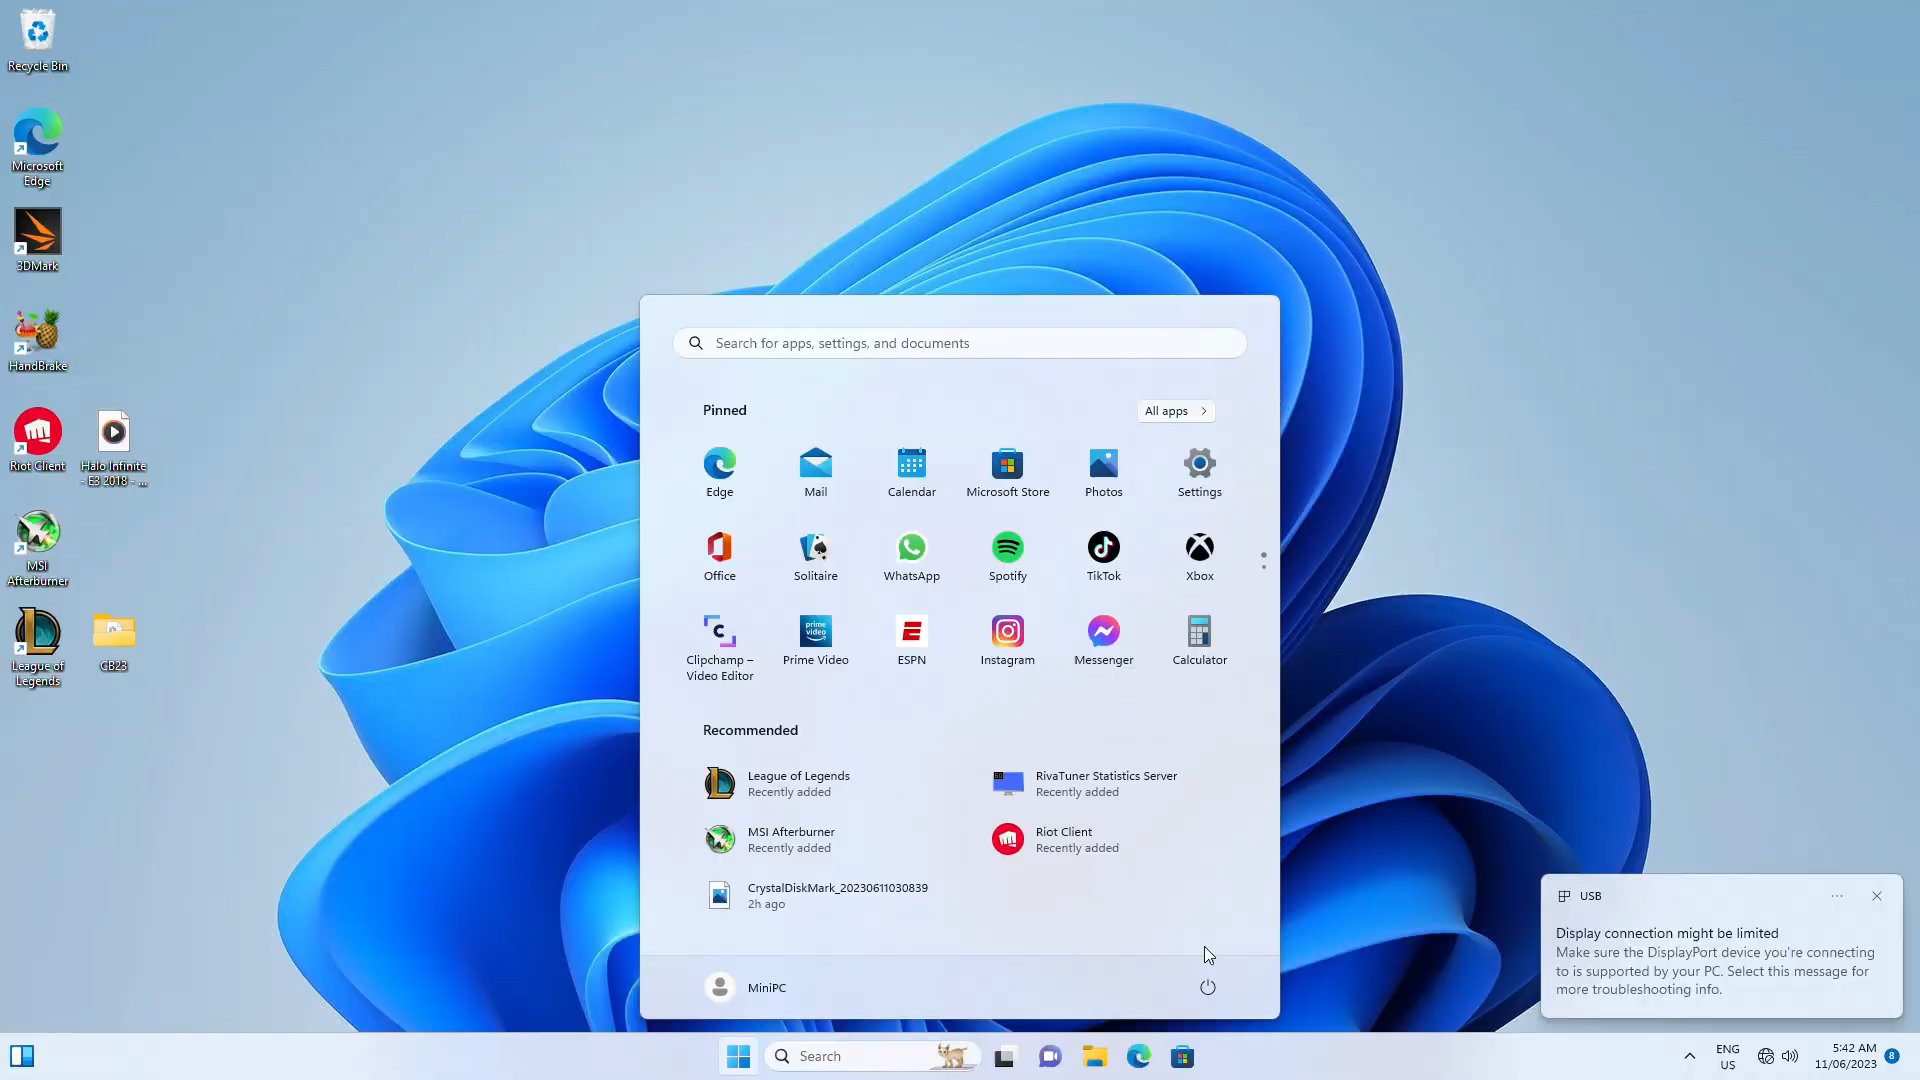 Recycle Bin
Microsoft
Edge
3DMark
HandBrake
Riot Client
Halo Infinite
- E3 2018 - ...
MSI
Afterburner
League of
Legends
CB23
Search for apps, settings, and documents
Pinned
All apps
Edge
Mail
Calendar
Microsoft Store
Photos
Settings
Office
Solitaire
WhatsApp
Spotify
TikTok
Xbox
prime
video
Clipchamp –
Video Editor
Prime Video
ESPN
Instagram
Messenger
Calculator
Recommended
League of Legends
Recently added
RivaTuner Statistics Server
Recently added
MSI Afterburner
Recently added
Riot Client
Recently added
CrystalDiskMark_20230611030839
2h ago
MiniPC
USB
Display connection might be limited
Make sure the DisplayPort device you're connecting
to is supported by your PC. Select this message for
more troubleshooting info.
Search
ENG
US
5:42 AM
11/06/2023
8